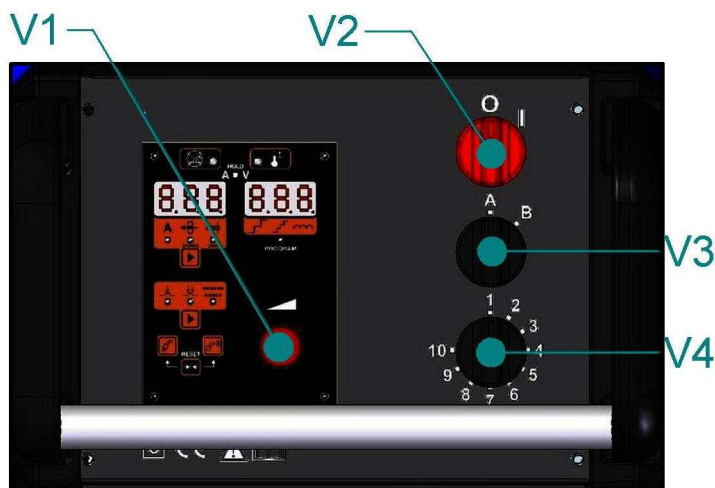 V1 V2
O I
HOLD
A V
8.8.8 8.8.8
A
PROGRAM
A B
V3
RESET
1
2
3
10 4
V4
9 5
8 7 6
CE